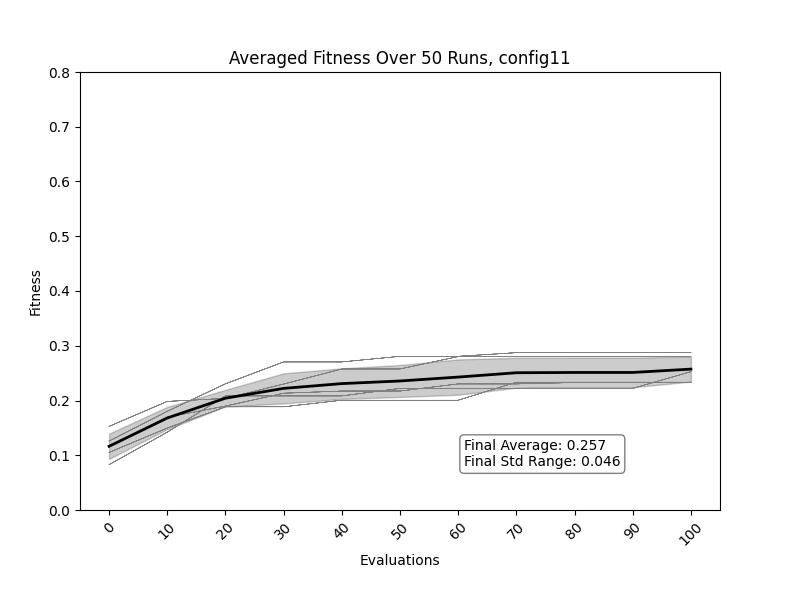 Averaged Fitness Over 50 Runs, config11
0.8
0.7
0.6
0.5
0.4
0.3
0.2
0.1
0.0
Fitness
Final Average: 0.257
Final Std Range: 0.046
0 10 20 30 40 50 60 70 80 90 100
Evaluations